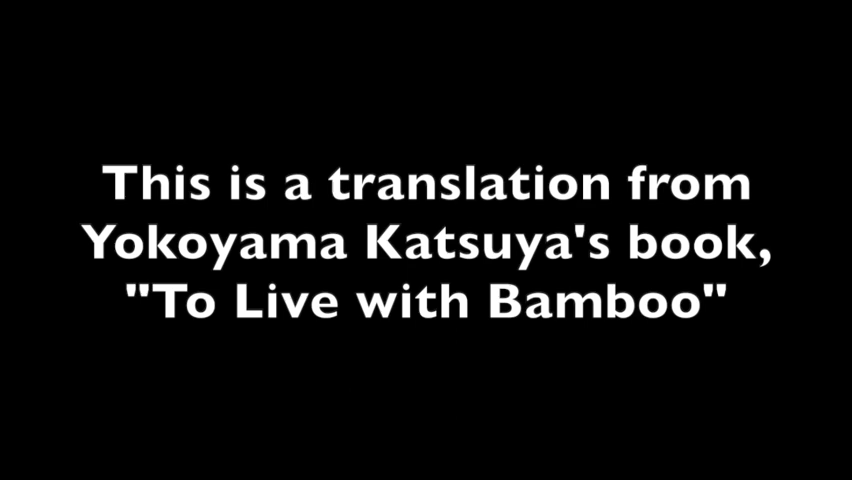 This is a translation from
Yokoyama Katsuya's book,
"To Live with Bamboo"